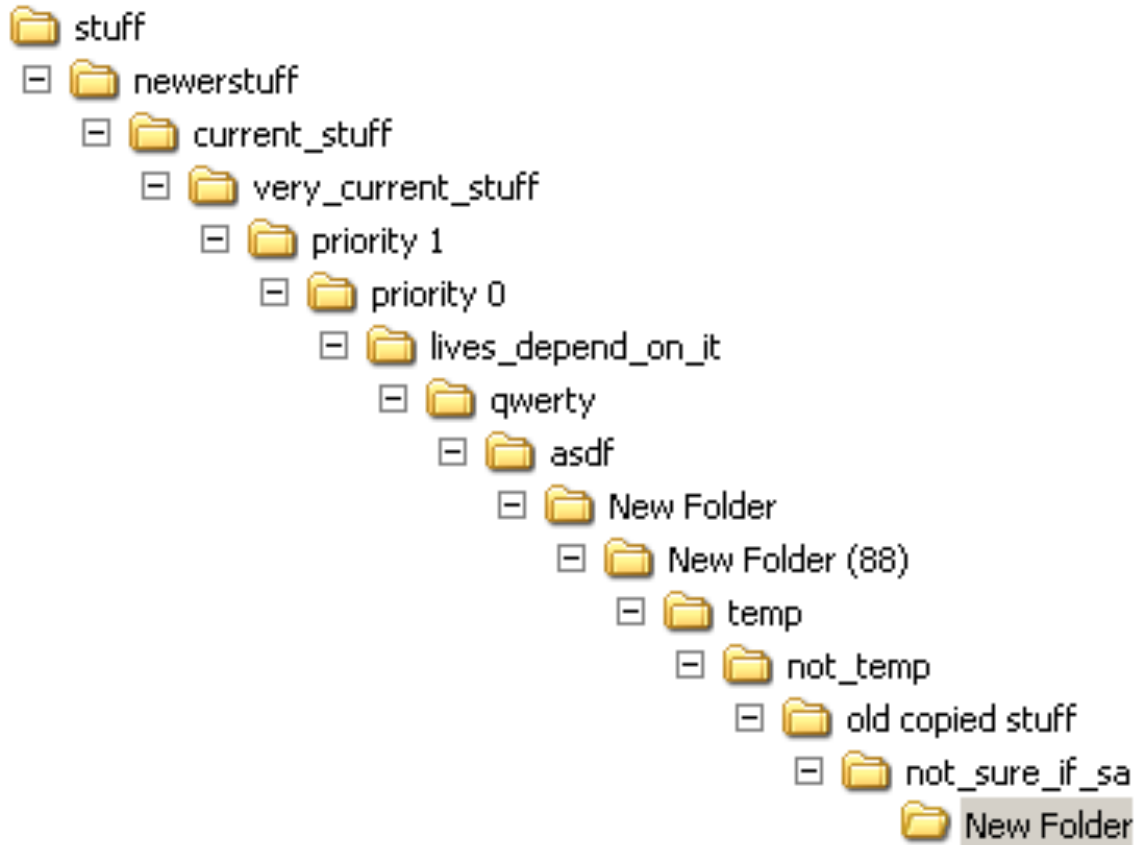 stuff
newerstuff
current_stuff
very_current_stuff
priority 1
priority 0
lives_depend_on_it
qwerty
asdf
New Folder
New Folder (88)
temp
not_temp
old copied stuff
not_sure_if_sa
New Folder